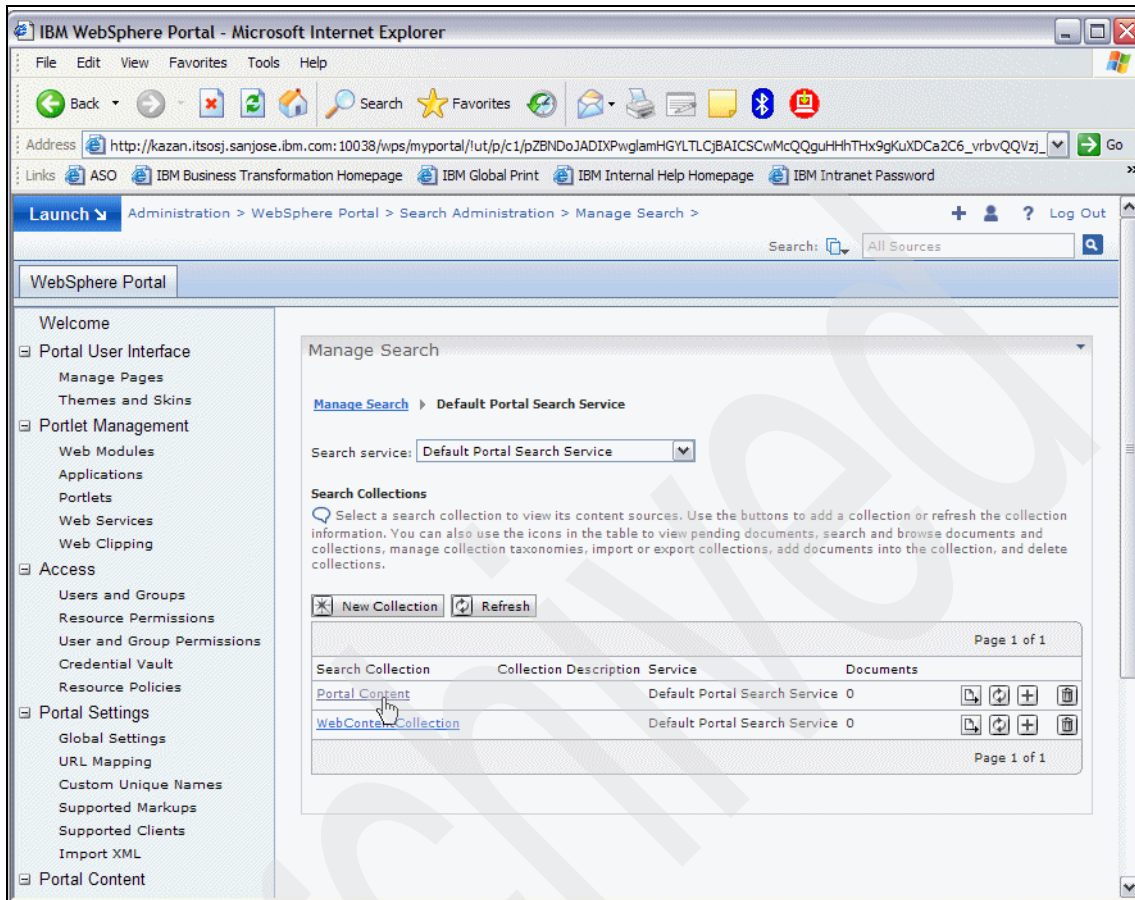 IBM WebSphere Portal - Microsoft Internet Explorer
File Edit View Favorites Tools Help
Back Search Favorites
Address http://kazan.itsosj.sanjose.ibm.com:10038/wps/myportal/!ut/p/c1/pZBNDoJADIXPwglamHGYLTLCjBAICSCwMcQQguHHhTHx9gKuXDCa2C6_vrbvQQVzj_ Go
Links ASO IBM Business Transformation Homepage IBM Global Print IBM Internal Help Homepage IBM Intranet Password »
Launch Administration > WebSphere Portal > Search Administration > Manage Search > + ? Log Out
Search: All Sources
WebSphere Portal
Welcome
Portal User Interface
Manage Pages
Themes and Skins
Portlet Management
Web Modules
Applications
Portlets
Web Services
Web Clipping
Access
Users and Groups
Resource Permissions
User and Group Permissions
Credential Vault
Resource Policies
Portal Settings
Global Settings
URL Mapping
Custom Unique Names
Supported Markups
Supported Clients
Import XML
Portal Content
Manage Search
Manage Search Default Portal Search Service
Search service: Default Portal Search Service
Search Collections
Select a search collection to view its content sources. Use the buttons to add a collection or refresh the collection
information. You can also use the icons in the table to view pending documents, search and browse documents and
collections, manage collection taxonomies, import or export collections, add documents into the collection, and delete
collections.
New Collection Refresh
Page 1 of 1
Search Collection Collection Description Service Documents
Portal Content Default Portal Search Service 0
WebContentCollection Default Portal Search Service 0
Page 1 of 1